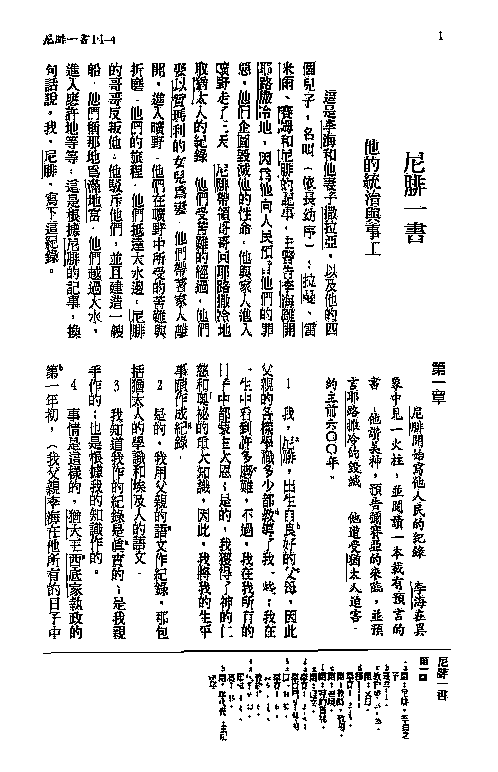 尼腓一書1·1—4
1
尼腓一書
他的統治與事工
這是李海和他妻子撒拉亞,以及他的四
個兒子,名叫(依長幼序):拉曼、雷
米爾、賽姆和尼腓的記事。主警告李海離開
耶路撒冷地,因為他向人民預言他們的罪
惡,他們企圖毀滅他的性命。他與家人進入
曠野走了三天。尼腓帶領哥哥回耶路撒冷地
取猶太人的紀錄。他們受苦難的經過。他們
娶以實瑪利的女兒為妻。他們帶著家人離
開,進入曠野。他們在曠野中所受的苦難與
折磨。他們的旅程。他們抵達大水邊。尼腓
的哥哥反叛他。他駁斥他們,並且建造一艘
船。他們稱那地為滿地富。他們越過大水,
進入應許地等等。這是根據尼腓的記事,換
句話說,我,尼腓,寫下這紀錄。
第一章
尼腓開始寫他人民的紀錄 李海在異
象中見一火柱,並閱讀一本載有預言的
書 他讚美神,預告彌賽亞的來臨,並預
言耶路撒冷的毀滅 他遭受猶太人迫害。
約主前六〇〇年。
1 我,尼腓,出生自良好的父母,因此
父親的各樣學識多少都教導了我一些;我在
一生中看到許多磨難,不過,我在我所有的
日子中都蒙主大恩;是的,我獲得了神的仁
慈和奧祕的重大知識,因此,我將我的生平
事蹟作成紀錄。
2 是的,我用父親的語文作紀錄,那包
括猶太人的學識和埃及人的語文。
3 我知道我作的紀錄是真實的;是我親
手作的;也是根據我的知識作的。
4 事情是這樣的,猶大王西底家執政的
第一年初,(我父親李海在他所有的日子中
尼腓一書
第一章